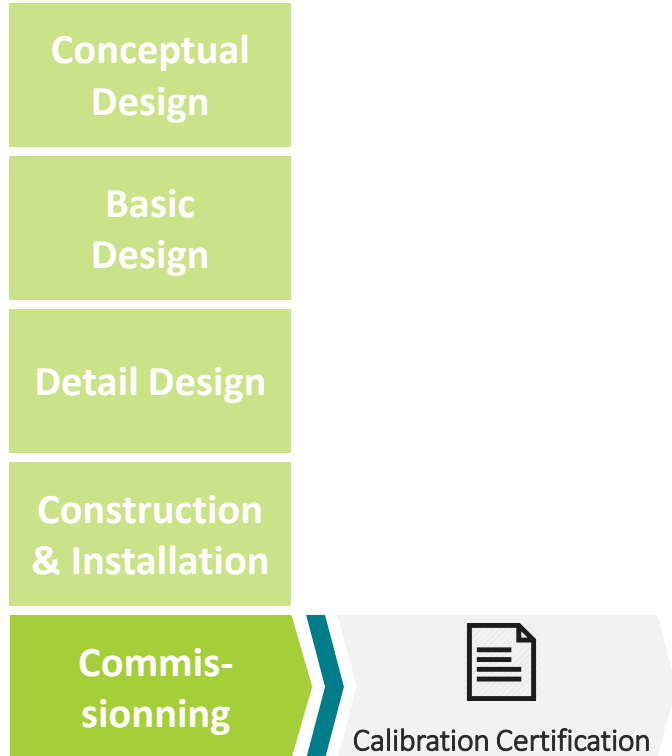 Conceptual
Design
Basic
Design
Detail Design
Construction
& Installation
Commis-
sionning
Calibration Certification